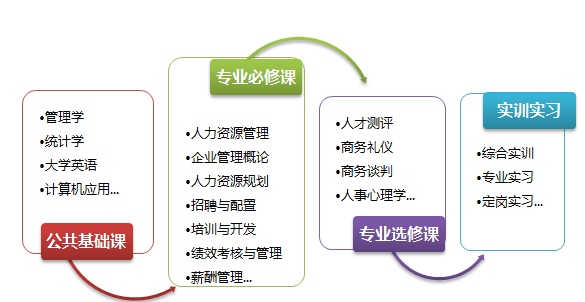 •管理学
•统计学
•大学英语
•计算机应用...
公共基础课
专业必修课
•人力资源管理
•企业管理概论
•人力资源规划
•招聘与配置
•培训与开发
•绩效考核与管理
•薪酬管理...
•人才测评
•商务礼仪
•商务谈判
•人事心理学...
专业选修课
实训实习
•综合实训
•专业实习
•定岗实习...